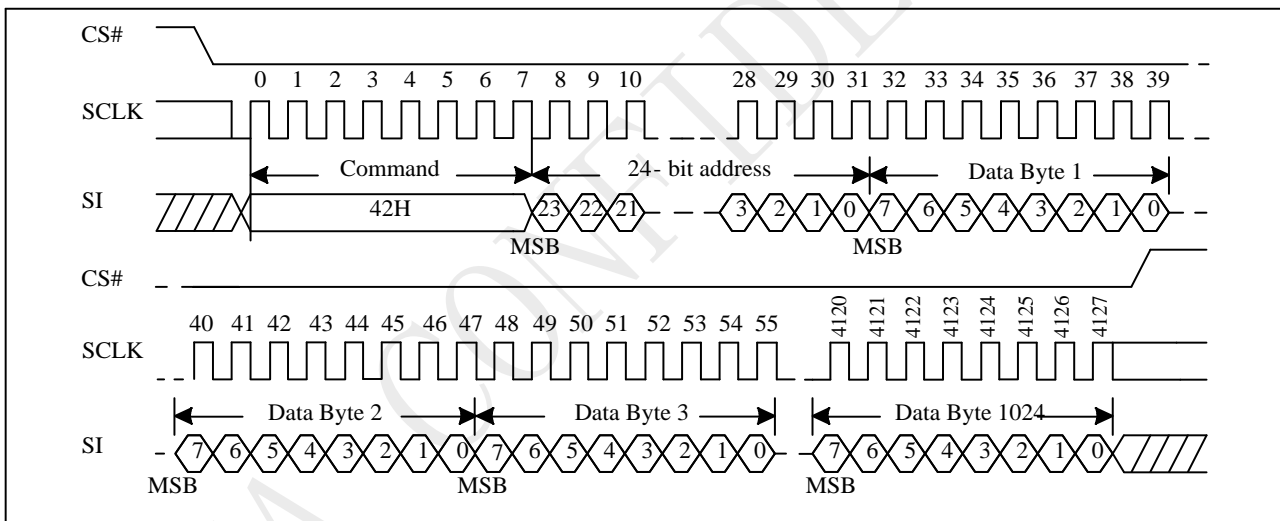 CS#
0 1 2 3 4 5 6 7 8 9 10 28 29 30 31 32 33 34 35 36 37 38 39
SCLK
Command 24- bit address Data Byte 1
SI 42H 23 22 21 3 2 1 0 7 6 5 4 3 2 1 0
MSB MSB
CS#
40 41 42 43 44 45 46 47 48 49 50 51 52 53 54 55 4120 4121 4122 4123 4124 4125 4126 4127
SCLK
Data Byte 2 Data Byte 3 Data Byte 1024
SI 7 6 5 4 3 2 1 0 7 6 5 4 3 2 1 0 7 6 5 4 3 2 1 0
MSB MSB MSB